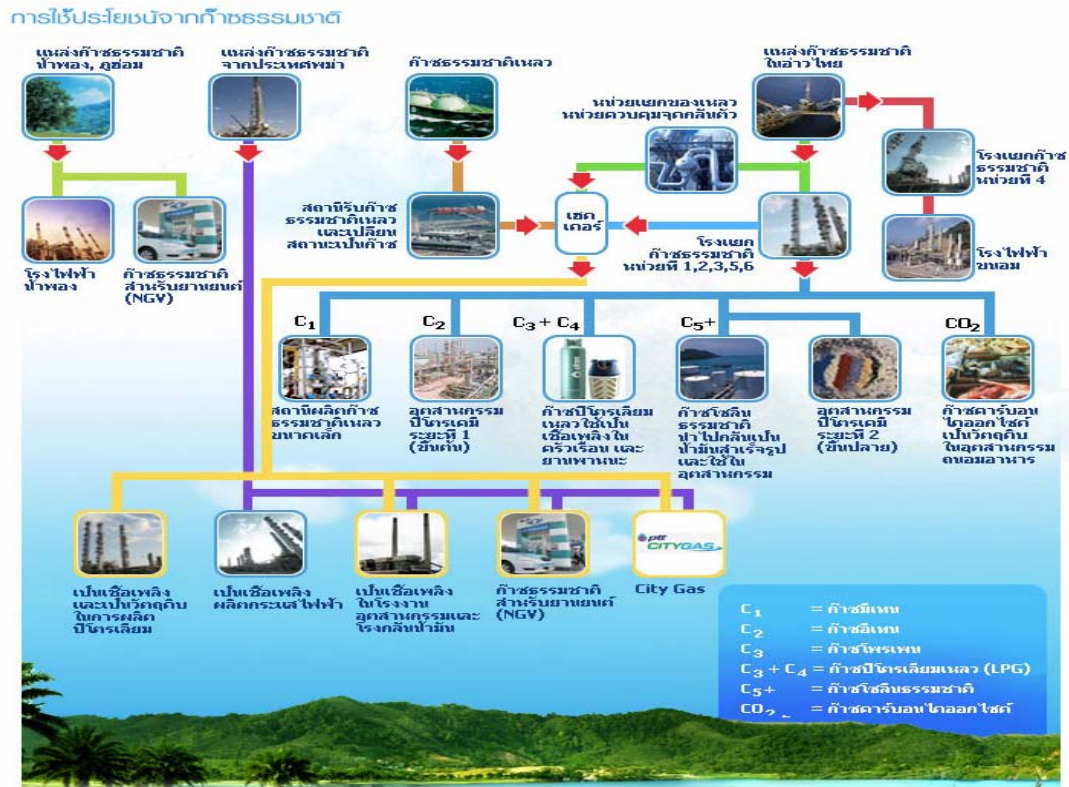 การใช้ประโยชน์จากก๊าซธรรมชาติ
แหล่งก๊าซธรรมชาติ
น้ำพอง, ภูฮ่อม
แหล่งก๊าซธรรมชาติ
จากประเทศพม่า
ก๊าซธรรมชาติเหลว
แหล่งก๊าซธรรมชาติ
ในอ่าวไทย
หน่วยแยกของเหลว
หน่วยควบคุมจุดกลั่นตัว
โรงแยกก๊าซ
ธรรมชาติ
หน่วยที่ 4
สถานีรับก๊าซ
ธรรมชาติเหลว
และเปลี่ยน
สถานะเป็นก๊าซ
เฮด
เดอร์
โรงแยก
ก๊าซธรรมชาติ
หน่วยที่ 1,2,3,5,6
โรงไฟฟ้า
ขนอม
โรงไฟฟ้า
น้ำพอง
ก๊าซธรรมชาติ
สำหรับยานยนต์
(NGV)
C1
C2
C3 + C4
C5+
CO2
สถานีผลิตก๊าซ
ธรรมชาติเหลว
ขนาดเล็ก
อุตสาหกรรม
ปิโตรเคมี
ระยะที่ 1
(ขั้นต้น)
ก๊าซปิโตรเลียม
เหลวใช้เป็น
เชื้อเพลิงใน
ครัวเรือน และ
ยานพาหนะ
ก๊าซโซลีน
ธรรมชาติ
นำไปกลั่นเป็น
น้ำมันสำเร็จรูป
และใช้ใน
อุตสาหกรรม
อุตสาหกรรม
ปิโตรเคมี
ระยะที่ 2
(ขั้นปลาย)
ก๊าซคาร์บอน
ไดออกไซด์
เป็นวัตถุดิบ
ในอุตสาหกรรม
ถนอมอาหาร
ptt
CITYGAS
เป็นเชื้อเพลิง
และเป็นวัตถุดิบ
ในการผลิต
ปิโตรเลียม
เป็นเชื้อเพลิง
ผลิตกระแสไฟฟ้า
เป็นเชื้อเพลิง
ในโรงงาน
อุตสาหกรรมและ
โรงกลั่นน้ำมัน
ก๊าซธรรมชาติ
สำหรับยานยนต์
(NGV)
City Gas
C1 = ก๊าซมีเทน
C2 = ก๊าซอีเทน
C3 = ก๊าซโพรเพน
C3 + C4 = ก๊าซปิโตรเลียมเหลว (LPG)
C5+ = ก๊าซโซลีนธรรมชาติ
CO2 = ก๊าซคาร์บอนไดออกไซด์